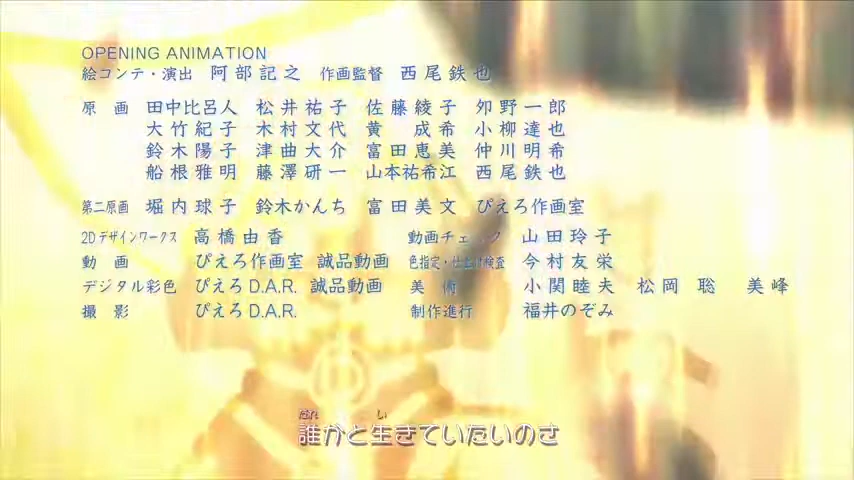 OPENING ANIMATION
絵コンテ・演出 阿部記之 作画監督 西尾鉄也
原 画 田中比呂人 松井祐子 佐藤綾子 夘野一郎
大竹紀子 木村文代 黄 成希 小柳達也
鈴木陽子 津曲大介 富田恵美 仲川明希
船根雅明 藤澤研一 山本祐希江 西尾鉄也
第二原画 堀内球子 鈴木かんち 富田美文 ぴえろ作画室
2Dデザインワークス 高橋由香 動画チェック 山田玲子
動 画 ぴえろ作画室 誠品動画 色指定・仕上げ検査 今村友栄
デジタル彩色 ぴえろD.A.R. 誠品動画 美 術 小関睦夫 松岡 聡 美峰
撮 影 ぴえろD.A.R. 制作進行 福井のぞみ
だれ い
誰かと生きていたいのさ